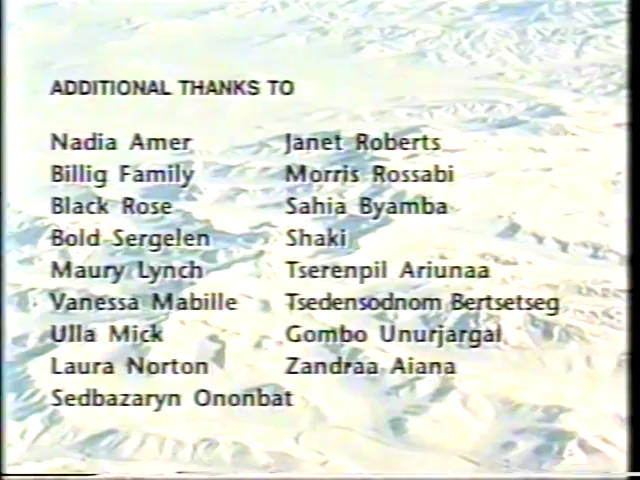 ADDITIONAL THANKS TO
Nadia Amer
Billig Family
Black Rose
Bold Sergelen
Maury Lynch
Vanessa Mabille
Ulla Mick
Laura Norton
Sedbazaryn Ononbat
Janet Roberts
Morris Rossabi
Sahia Byamba
Shaki
Tserenpil Ariunaa
Tsedensodnom Bertsetseg
Gombo Unurjargal
Zandraa Aiana